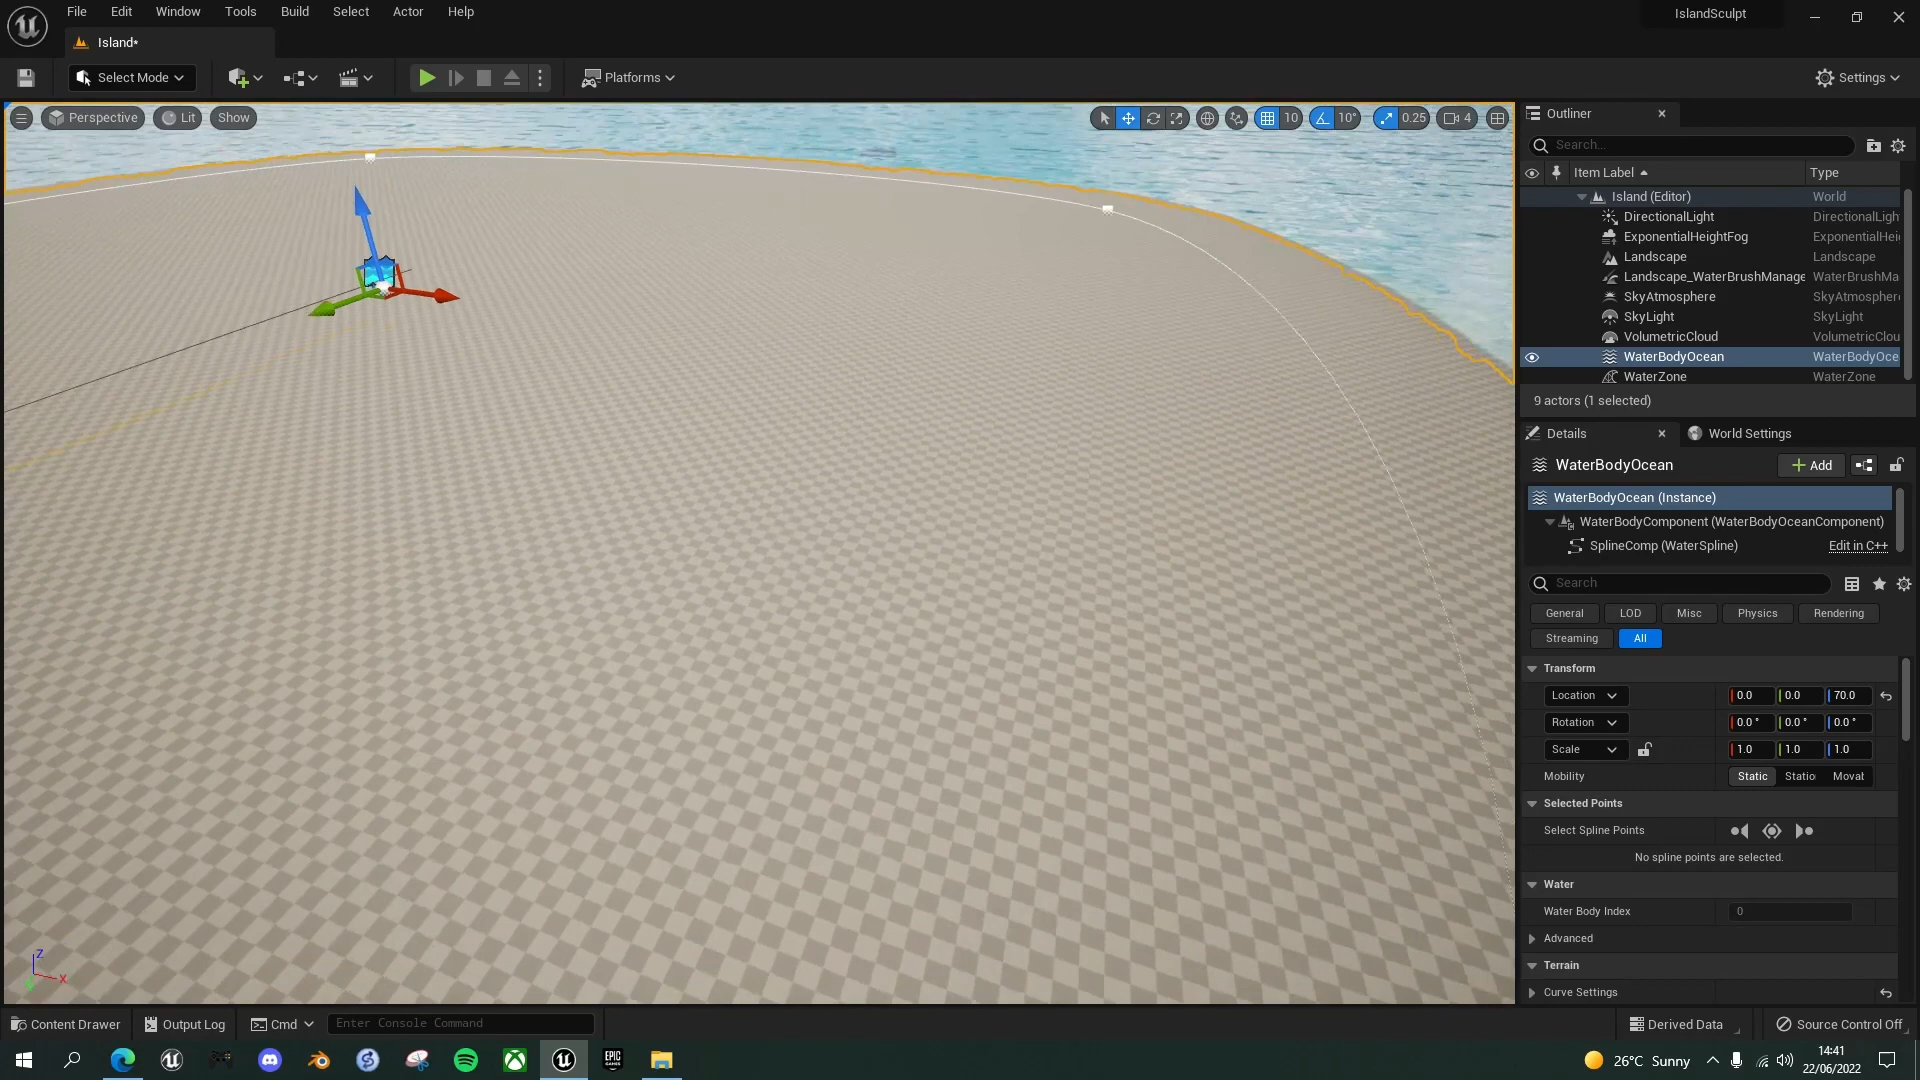 File Edit Window Tools Build Select Actor Help
IslandSculpt
Island*
Select Mode
Platforms
Settings
Perspective Lit Show
10 10° 0.25 4
Outliner
Search...
Item Label Type
Island (Editor) World
DirectionalLight DirectionalLigh
ExponentialHeightFog ExponentialHei
Landscape Landscape
Landscape_WaterBrushManage WaterBrushMa
SkyAtmosphere SkyAtmospher
SkyLight SkyLight
VolumetricCloud VolumetricClou
WaterBodyOcean WaterBodyOce
WaterZone WaterZone
9 actors (1 selected)
Details World Settings
WaterBodyOcean Add
WaterBodyOcean (Instance)
WaterBodyComponent (WaterBodyOceanComponent)
SplineComp (WaterSpline) Edit in C++
Search
General LOD Misc Physics Rendering
Streaming All
Transform
Location 0.0 0.0 70.0
Rotation 0.0 ° 0.0 ° 0.0 °
Scale 1.0 1.0 1.0
Mobility Static Statio Moval
Selected Points
Select Spline Points
No spline points are selected.
Water
Water Body Index 0
Advanced
Terrain
Curve Settings
Z
X
Y
Content Drawer Output Log Cmd Enter Console Command Derived Data Source Control Off
EPIC GAMES
26°C Sunny
14:41
22/06/2022